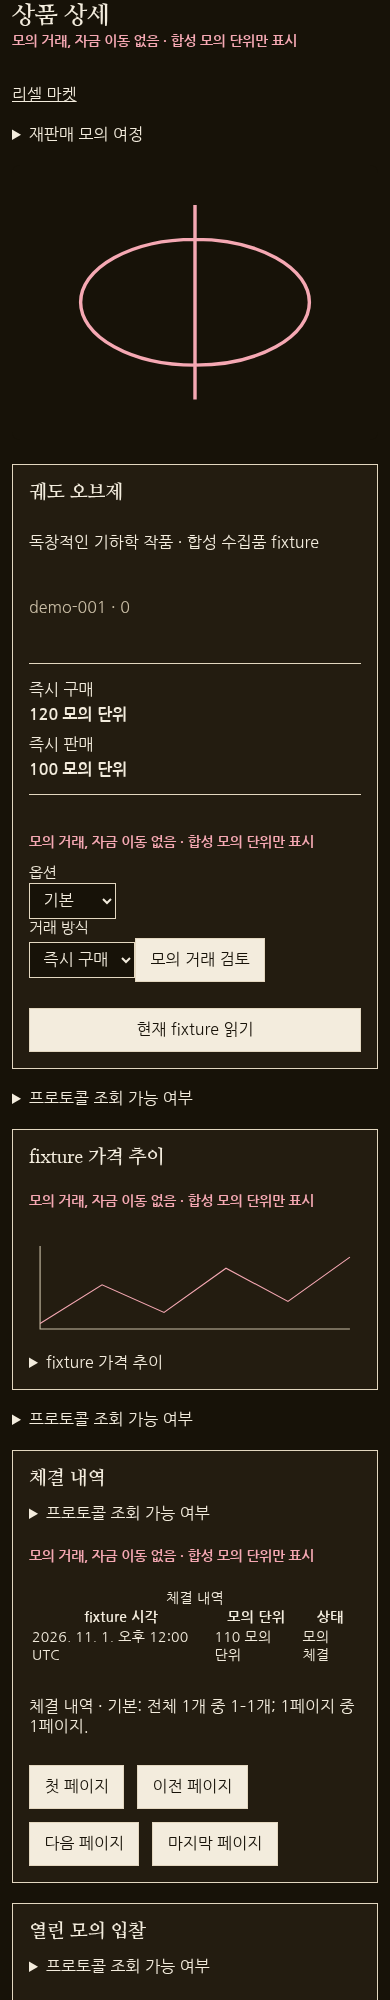 상품 상세
모의 거래, 자금 이동 없음 · 합성 모의 단위만 표시
리셀 마켓
▶ 재판매 모의 여정
궤도 오브제
독창적인 기하학 작품 · 합성 수집품 fixture
demo-001 · 0
즉시 구매
120 모의 단위
즉시 판매
100 모의 단위
모의 거래, 자금 이동 없음 · 합성 모의 단위만 표시
옵션
기본
거래 방식
즉시 구매 모의 거래 검토
현재 fixture 읽기
▶ 프로토콜 조회 가능 여부
fixture 가격 추이
모의 거래, 자금 이동 없음 · 합성 모의 단위만 표시
▶ fixture 가격 추이
▶ 프로토콜 조회 가능 여부
체결 내역
▶ 프로토콜 조회 가능 여부
모의 거래, 자금 이동 없음 · 합성 모의 단위만 표시
체결 내역
fixture 시각 모의 단위 상태
2026. 11. 1. 오후 12:00 110 모의 모의
UTC 단위 체결
체결 내역 · 기본: 전체 1개 중 1–1개; 1페이지 중
1페이지.
첫 페이지 이전 페이지
다음 페이지 마지막 페이지
열린 모의 입찰
▶ 프로토콜 조회 가능 여부